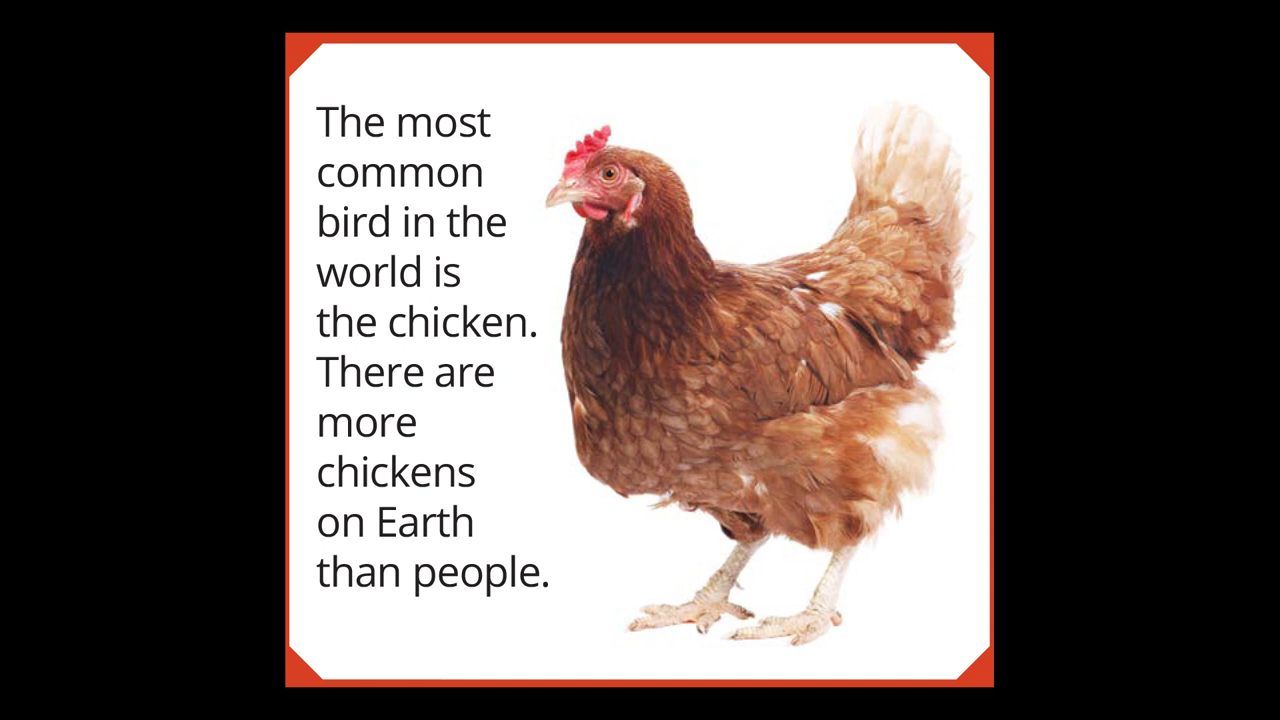 The most
common
bird in the
world is
the chicken.
There are
more
chickens
on Earth
than people.